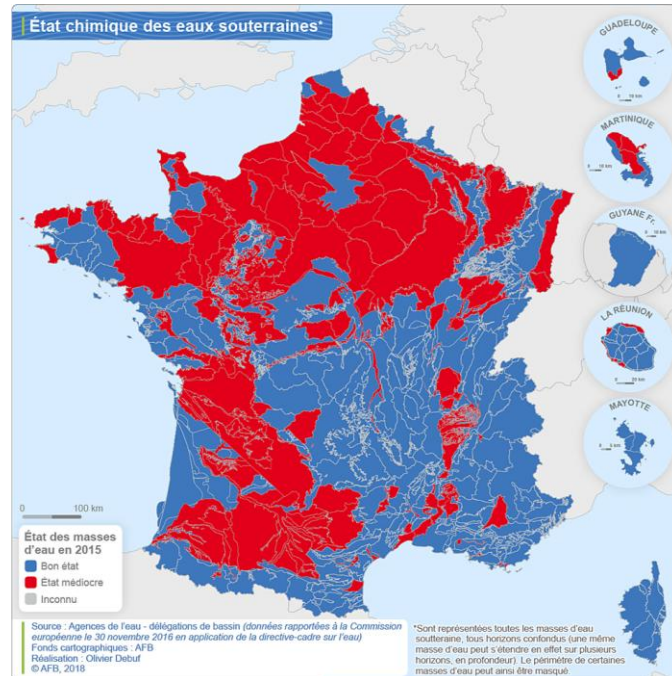 État chimique des eaux souterraines*
GUADELOUPE
0 10 km
MARTINIQUE
0 10 km
GUYANE Fr.
LA RÉUNION
0 20 km
MAYOTTE
0 5 km
0 100 km
État des masses
d'eau en 2015
Bon état
État médiocre
Inconnu
Source : Agences de l'eau - délégations de bassin (données rapportées à la Commission
européenne le 30 novembre 2016 en application de la directive-cadre sur l'eau)
Fonds cartographiques : AFB
Réalisation : Olivier Debuf
© AFB, 2018
*Sont représentées toutes les masses d'eau
souterraine, tous horizons confondus (une même
masse d'eau peut s'étendre en effet sur plusieurs
horizons, en profondeur). Le périmètre de certaines
masses d'eau peut ainsi être masqué.